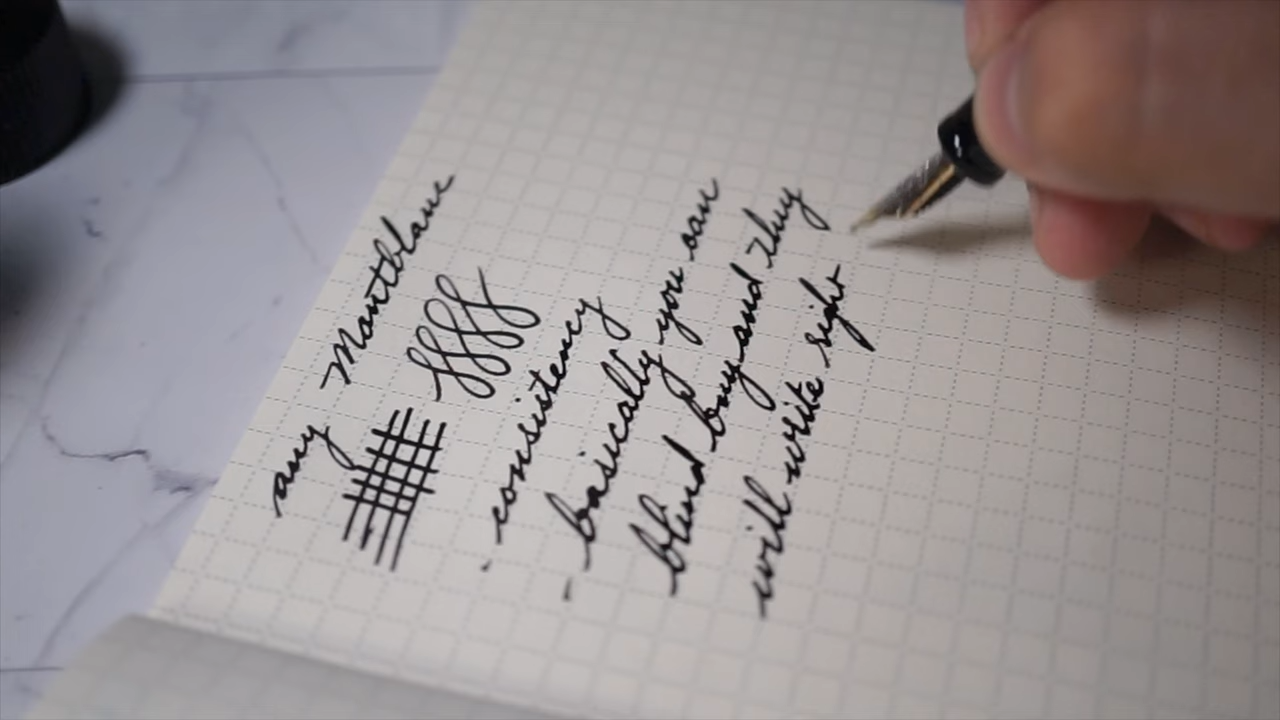 any Montblanc
- consistency
- basically you can
blind buy and they
will write right